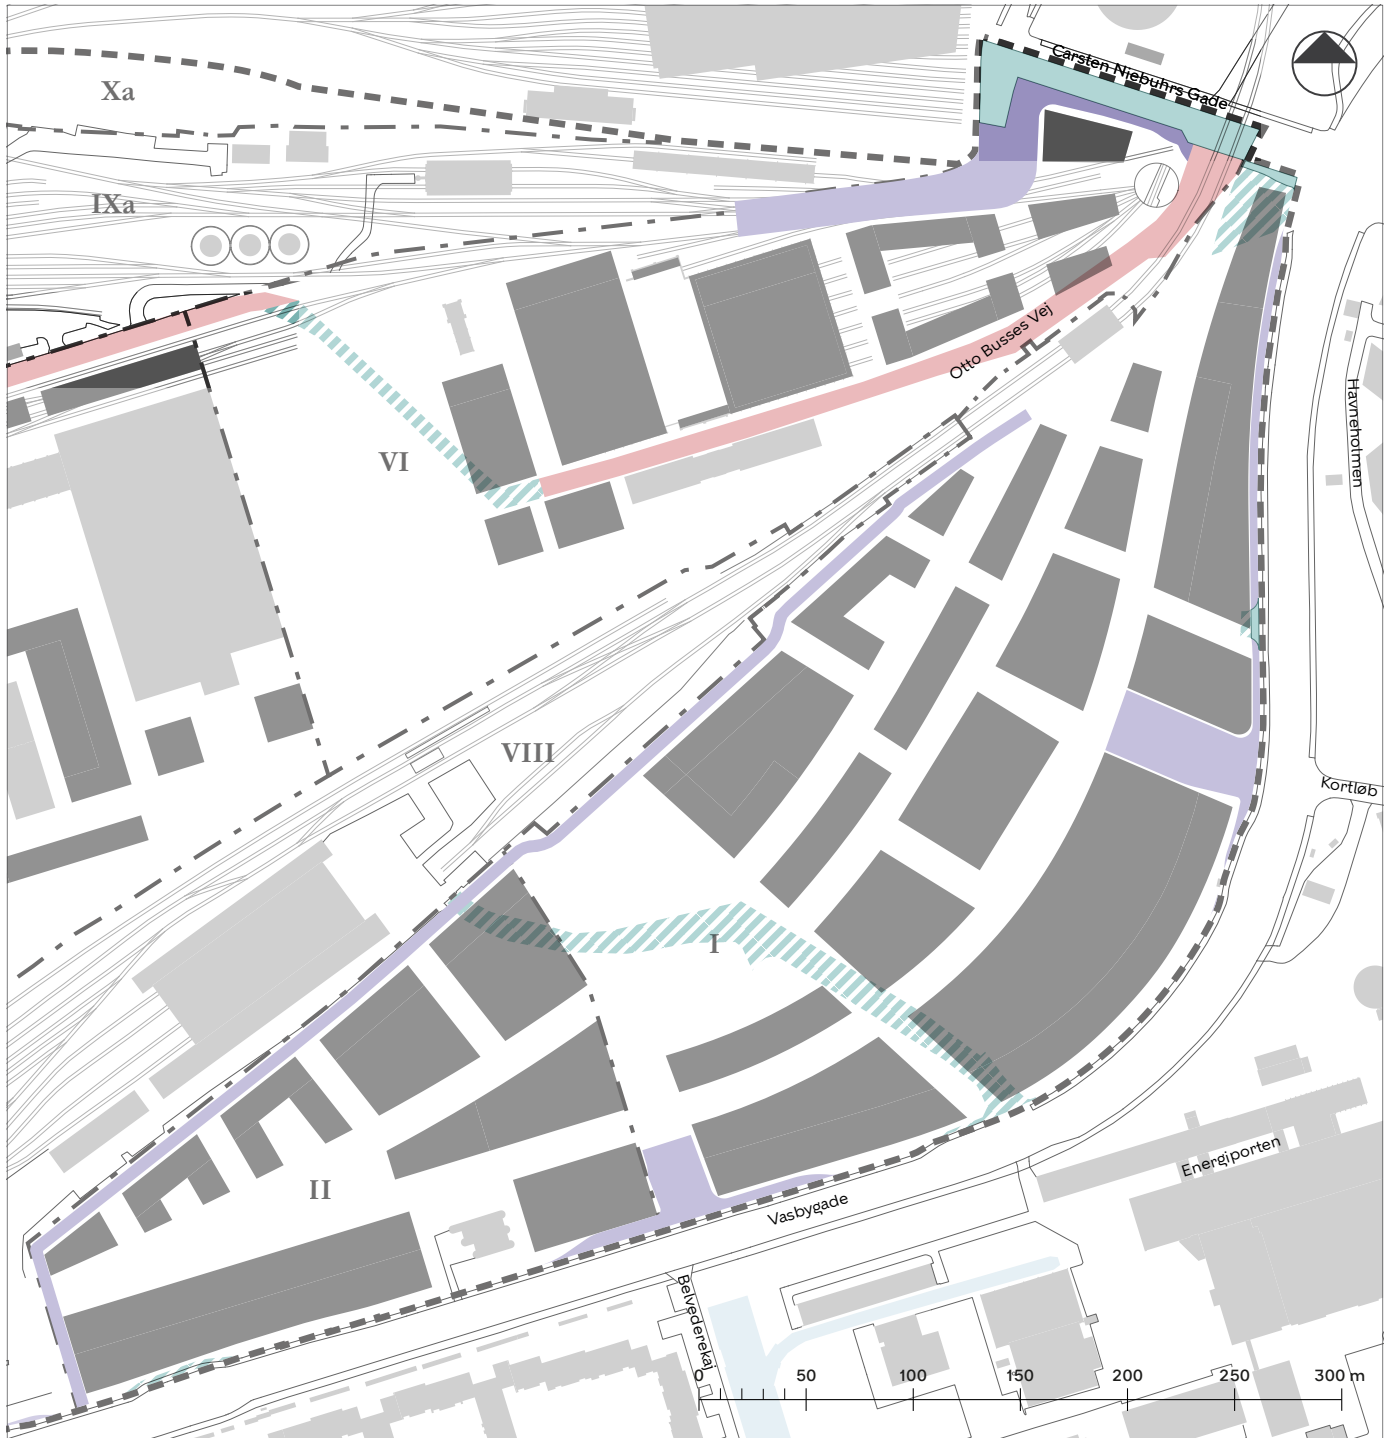 Carsten Niebuhrs Gade
Xa
IXa
Otto Busses Vej
Havneholmen
VI
VIII
Kortløb
I
Energiporten
II
Vasbygade
Belvederekaj
0 50 100 150 200 250 300 m